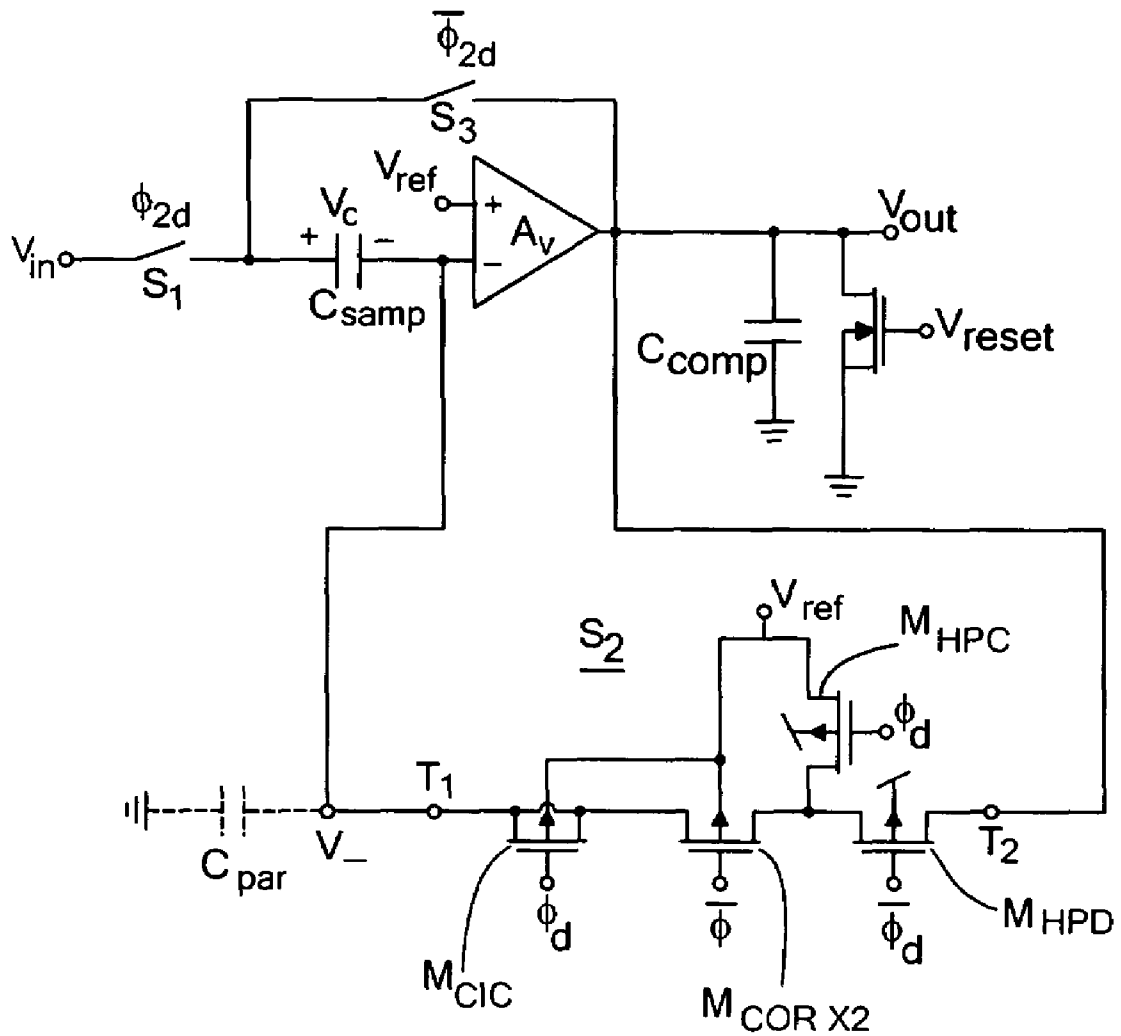 ϕ̅2d
S3
Vref
+
Av
−
ϕ2d
Vin
S1
+ Vc −
Csamp
Vout
Ccomp
Vreset
S2
Vref
MHPC
ϕd
T1
V−
Cpar
T2
ϕd
ϕ̅
ϕ̅d
MHPD
MCIC
MCOR X2